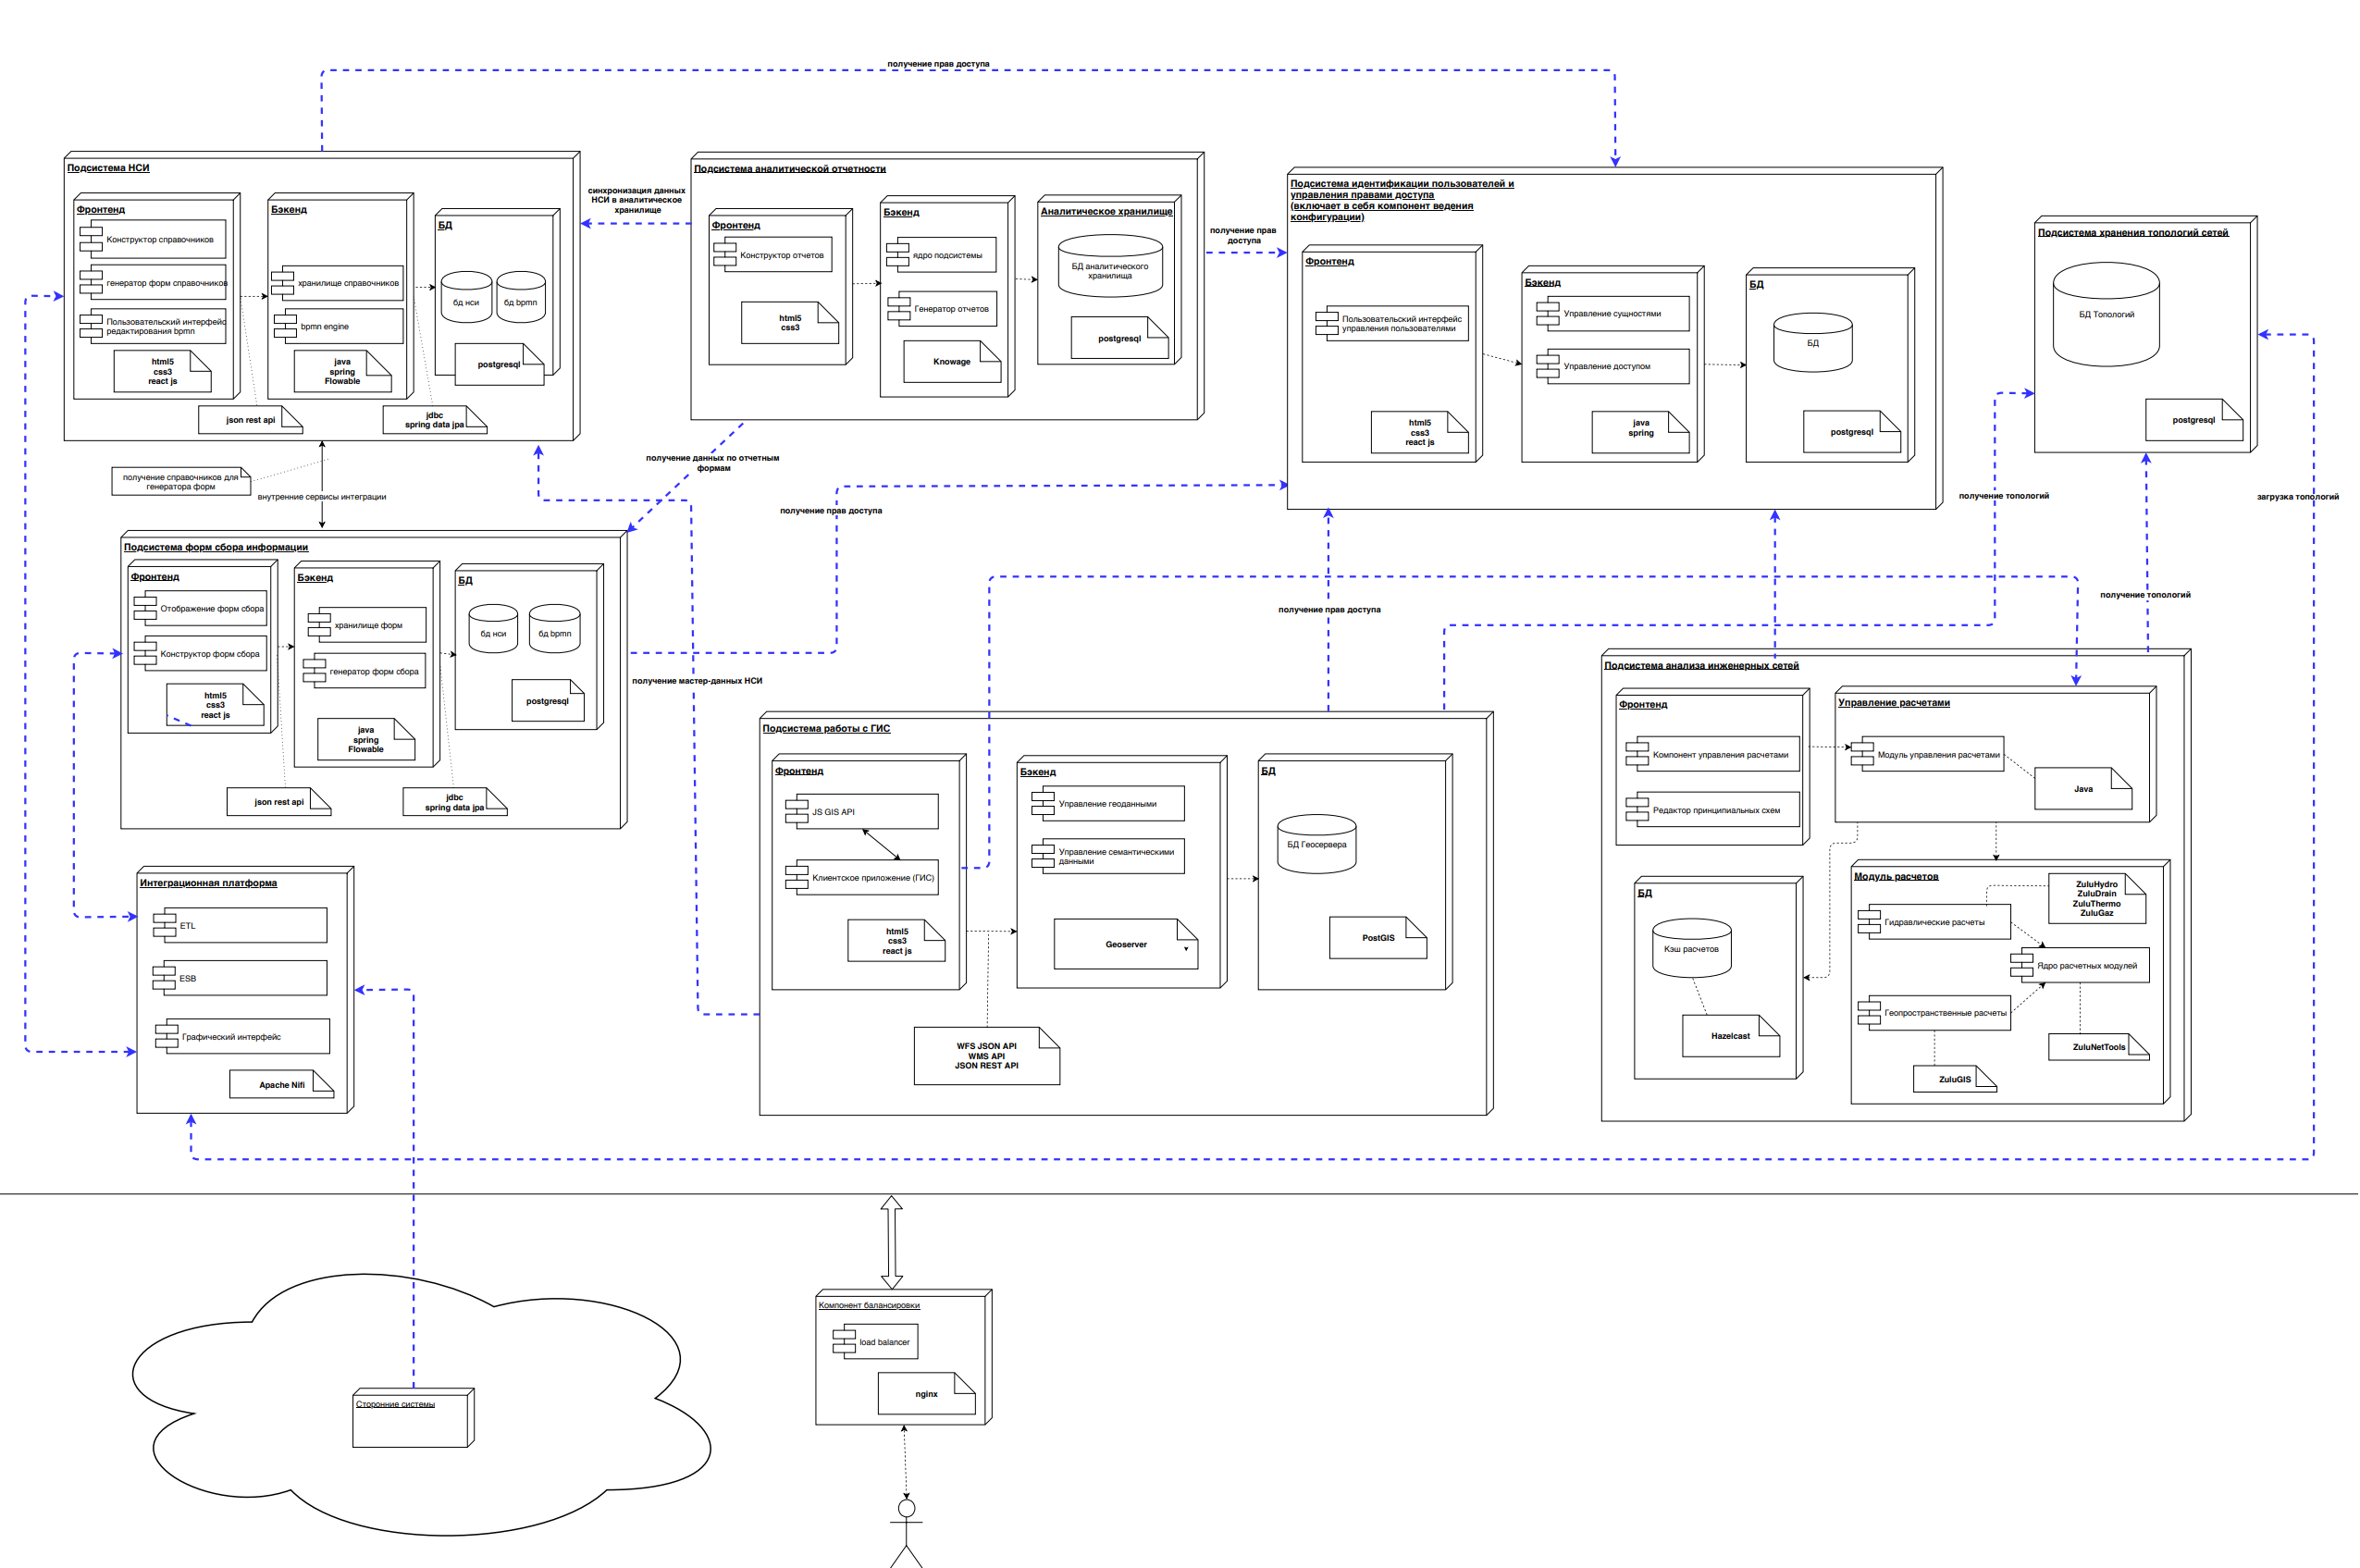 получение прав доступа
Подсистема НСИ
Фронтенд
Конструктор справочников
генератор форм справочников
Пользовательский интерфейс
редактирования bpmn
html5
css3
react js
Бэкенд
хранилище справочников
bpmn engine
java
spring
Flowable
БД
бд нси
бд bpmn
postgresql
json rest api
jdbc
spring data jpa
синхронизация данных
НСИ в аналитическое
хранилище
Подсистема аналитической отчетности
Фронтенд
Конструктор отчетов
html5
css3
Бэкенд
ядро подсистемы
Генератор отчетов
Knowage
Аналитическое хранилище
БД аналитического
хранилища
postgresql
получение прав
доступа
Подсистема идентификации пользователей и
управления правами доступа
(включает в себя компонент ведения
конфигурации)
Фронтенд
Пользовательский интерфейс
управления пользователями
html5
css3
react js
Бэкенд
Управление сущностями
Управление доступом
java
spring
БД
БД
postgresql
Подсистема хранения топологий сетей
БД Топологий
postgresql
получение справочников для
генератора форм
внутренние сервисы интеграции
получение данных по отчетным
формам
получение прав доступа
получение топологий
загрузка топологий
Подсистема форм сбора информации
Фронтенд
Отображение форм сбора
Конструктор форм сбора
html5
css3
react js
Бэкенд
хранилище форм
генератор форм сбора
java
spring
Flowable
БД
бд нси
бд bpmn
postgresql
json rest api
jdbc
spring data jpa
получение мастер-данных НСИ
получение прав доступа
получение топологий
Подсистема работы с ГИС
Фронтенд
JS GIS API
Клиентское приложение (ГИС)
html5
css3
react js
Бэкенд
Управление геоданными
Управление семантическими
данными
Geoserver
БД
БД Геосервера
PostGIS
WFS JSON API
WMS API
JSON REST API
Подсистема анализа инженерных сетей
Фронтенд
Компонент управления расчетами
Редактор принципиальных схем
Управление расчетами
Модуль управления расчетами
Java
БД
Кэш расчетов
Hazelcast
Модуль расчетов
ZuluHydro
ZuluDrain
ZuluThermo
ZuluGaz
Гидравлические расчеты
Ядро расчетных модулей
Геопространственные расчеты
ZuluNetTools
ZuluGIS
Интеграционная платформа
ETL
ESB
Графический интерфейс
Apache Nifi
Компонент балансировки
load balancer
nginx
Сторонние системы